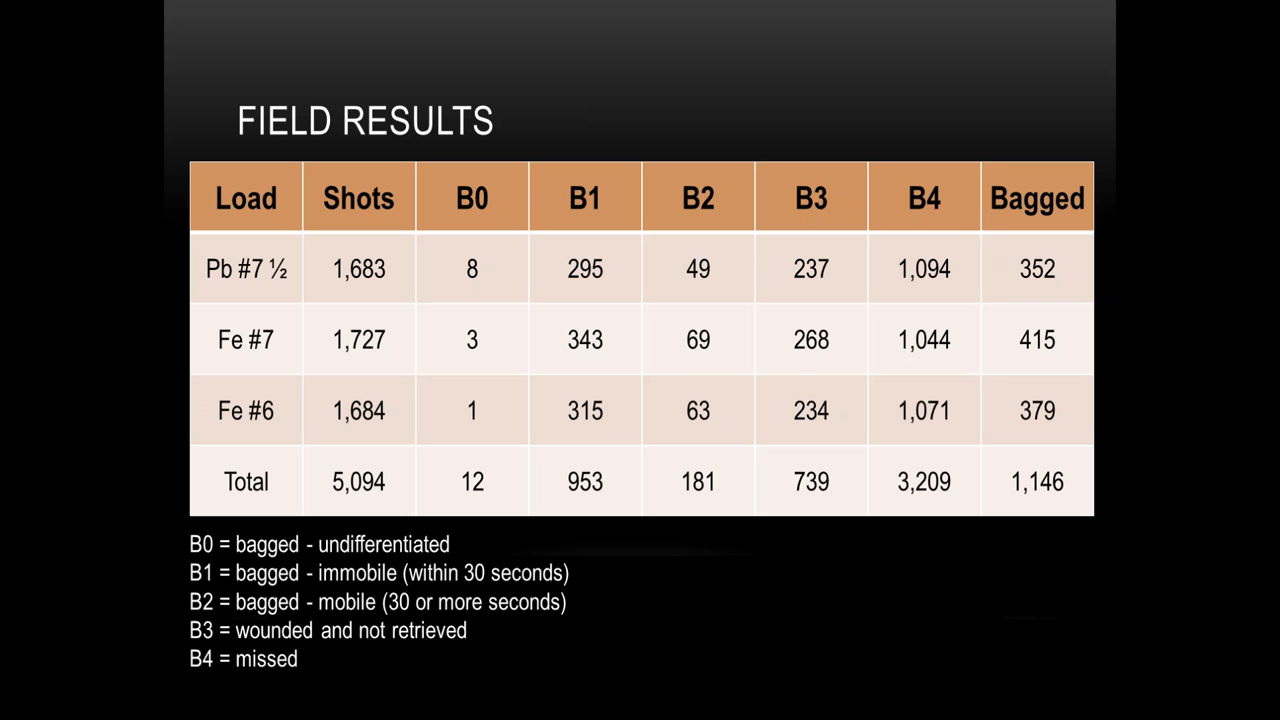 FIELD RESULTS
Load Shots B0 B1 B2 B3 B4 Bagged
Pb #7 ½ 1,683 8 295 49 237 1,094 352
Fe #7 1,727 3 343 69 268 1,044 415
Fe #6 1,684 1 315 63 234 1,071 379
Total 5,094 12 953 181 739 3,209 1,146
B0 = bagged - undifferentiated
B1 = bagged - immobile (within 30 seconds)
B2 = bagged - mobile (30 or more seconds)
B3 = wounded and not retrieved
B4 = missed